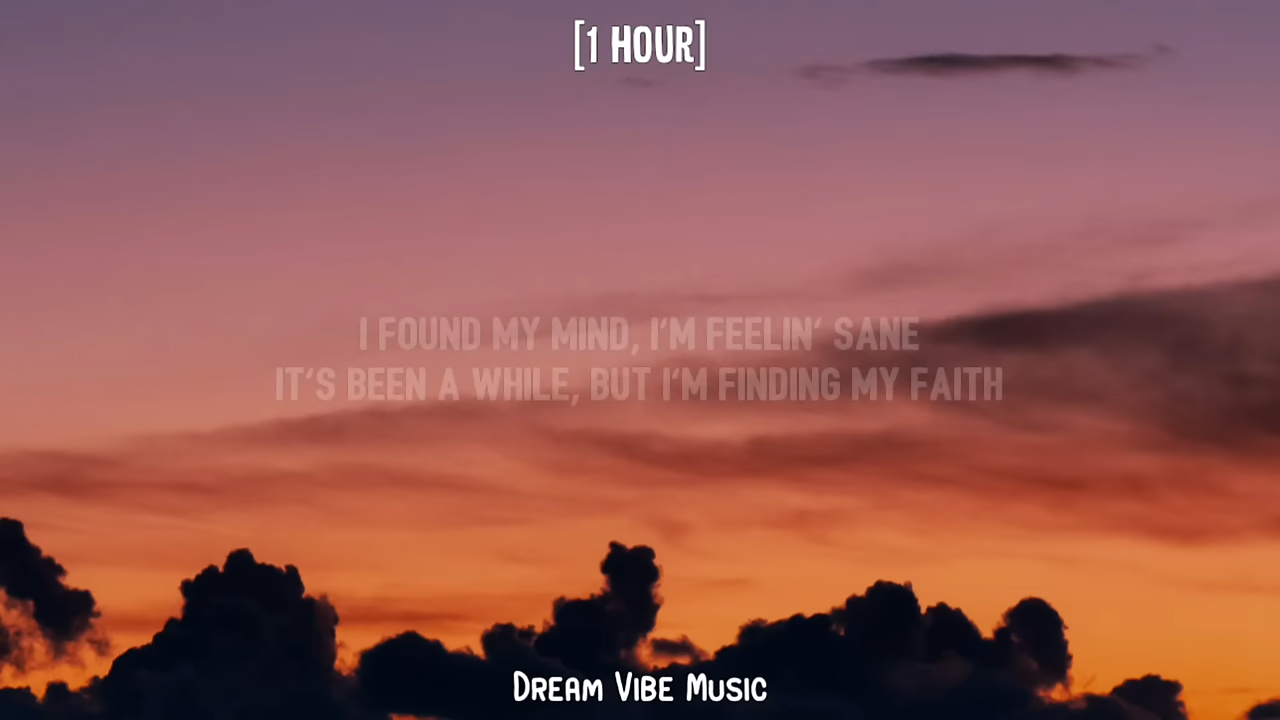 [1 HOUR]
I FOUND MY MIND, I'M FEELIN' SANE
IT'S BEEN A WHILE, BUT I'M FINDING MY FAITH
DREAM VIBE MUSIC